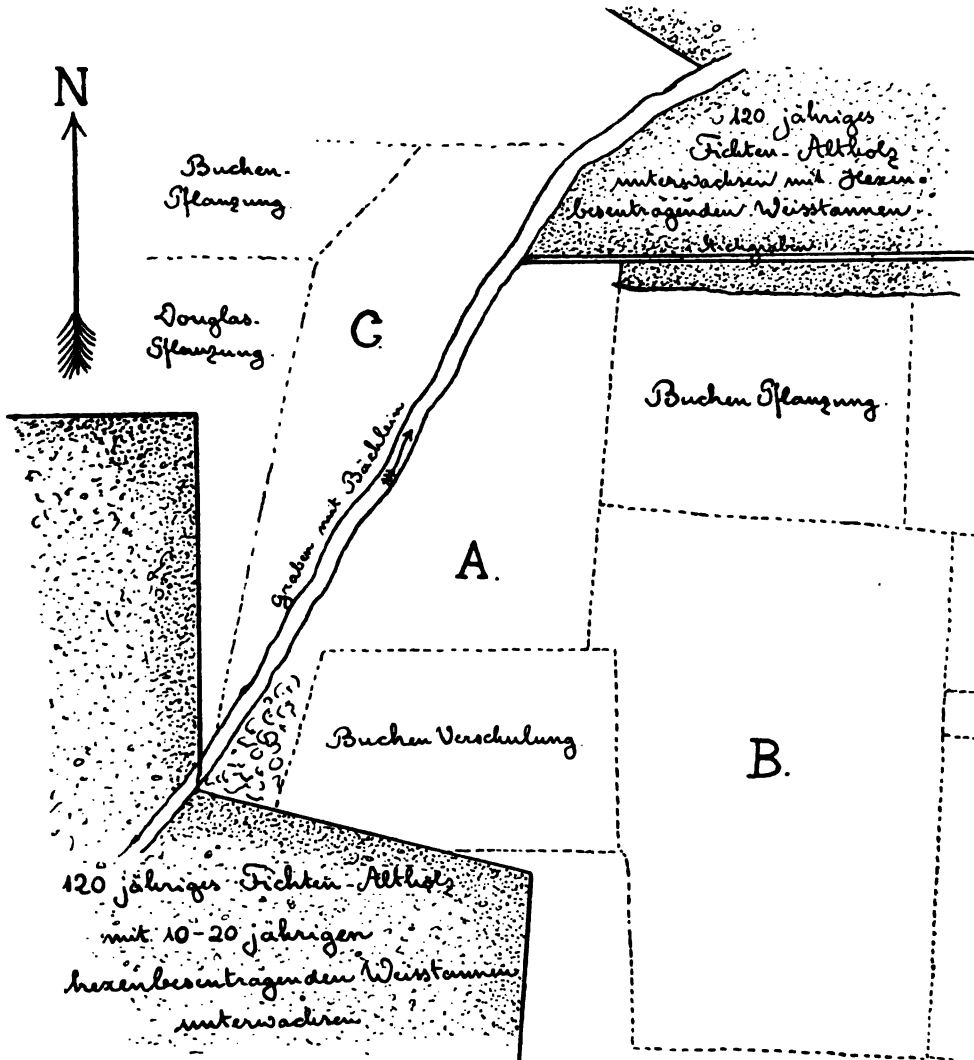 N
120 jähriges
Fichten-Altholz
unterwachsen mit Hexen-
besentragenden Weisstannen.
Buchen-
Pflanzung
Douglas-
Pflanzung.
C.
Buchen Pflanzung.
Graben mit Bächlein
A.
Buchen Verschulung
B.
120 jähriges Fichten-Altholz
mit 10-20 jährigen
hexenbesentragenden Weisstannen
unterwachsen.